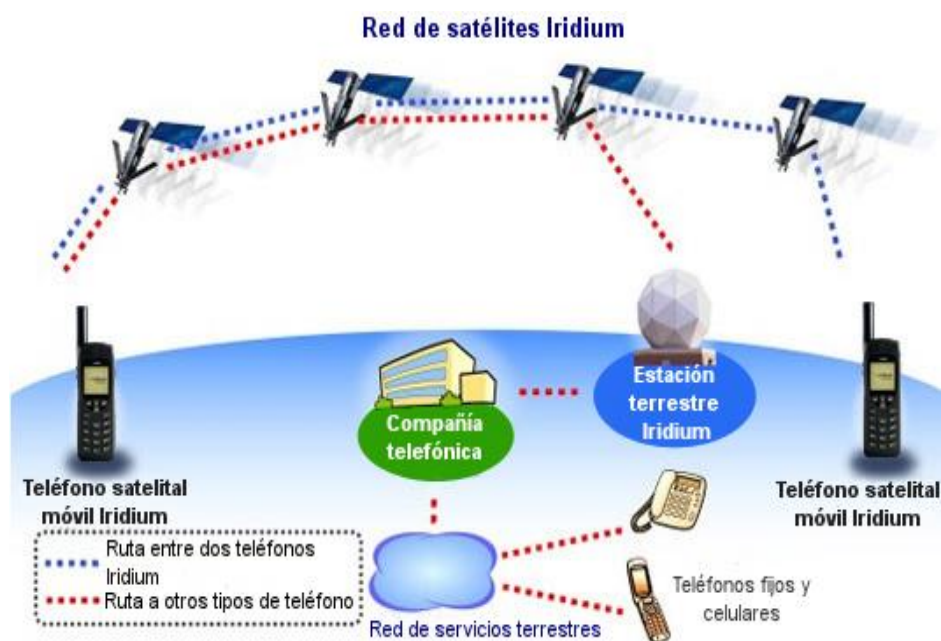 Red de satélites Iridium
Estación
terrestre
Iridium
Compañía
telefónica
Teléfono satelital
móvil Iridium
Teléfono satelital
móvil Iridium
Ruta entre dos teléfonos
Iridium
Ruta a otros tipos de teléfono
Teléfonos fijos y
celulares
Red de servicios terrestres